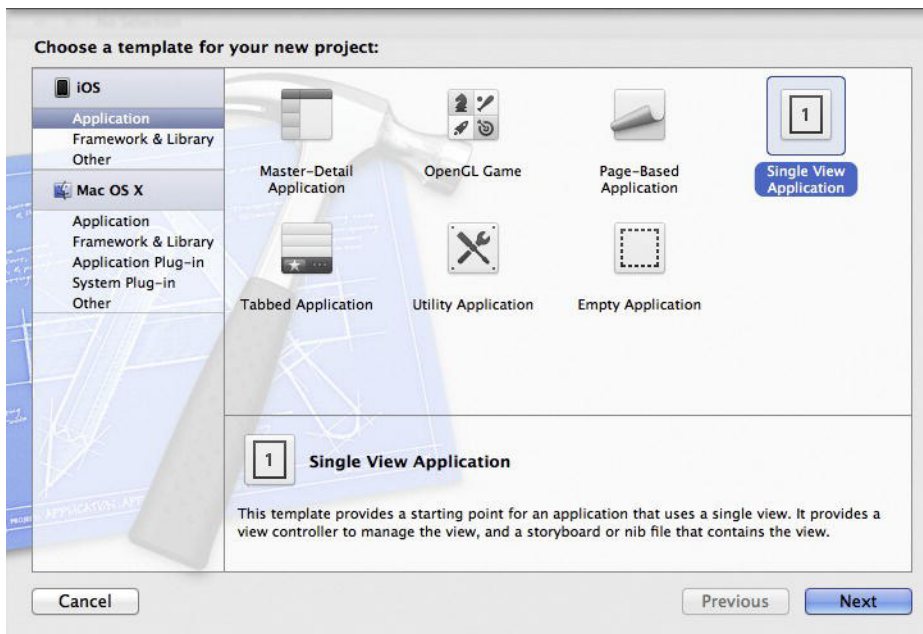 Choose a template for your new project:
iOS
Application
Framework & Library
Other
Mac OS X
Application
Framework & Library
Application Plug-in
System Plug-in
Other
Master-Detail
Application
OpenGL Game
Page-Based
Application
1
Single View
Application
Tabbed Application
Utility Application
Empty Application
1
Single View Application
This template provides a starting point for an application that uses a single view. It provides a
view controller to manage the view, and a storyboard or nib file that contains the view.
Cancel
Previous
Next